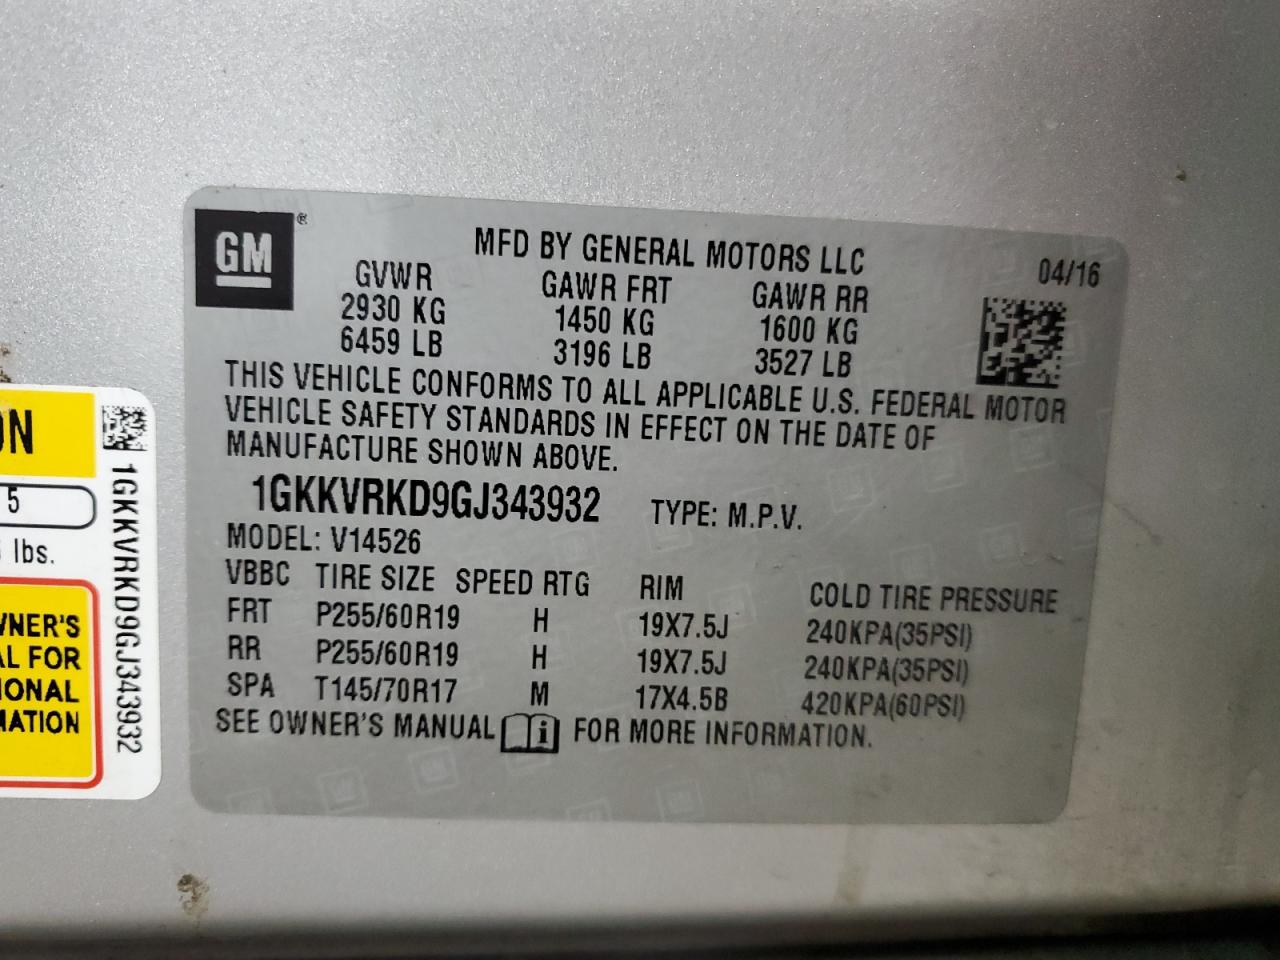 GM ®
MFD BY GENERAL MOTORS LLC
04/16
GVWR GAWR FRT GAWR RR
2930 KG 1450 KG 1600 KG
6459 LB 3196 LB 3527 LB
THIS VEHICLE CONFORMS TO ALL APPLICABLE U.S. FEDERAL MOTOR
VEHICLE SAFETY STANDARDS IN EFFECT ON THE DATE OF
MANUFACTURE SHOWN ABOVE.
1GKKVRKD9GJ343932 TYPE: M.P.V.
MODEL: V14526
VBBC TIRE SIZE SPEED RTG RIM COLD TIRE PRESSURE
FRT P255/60R19 H 19X7.5J 240KPA(35PSI)
RR P255/60R19 H 19X7.5J 240KPA(35PSI)
SPA T145/70R17 M 17X4.5B 420KPA(60PSI)
SEE OWNER'S MANUAL i FOR MORE INFORMATION.
5
lbs.
FOR
1GKKVRKD9GJ343932